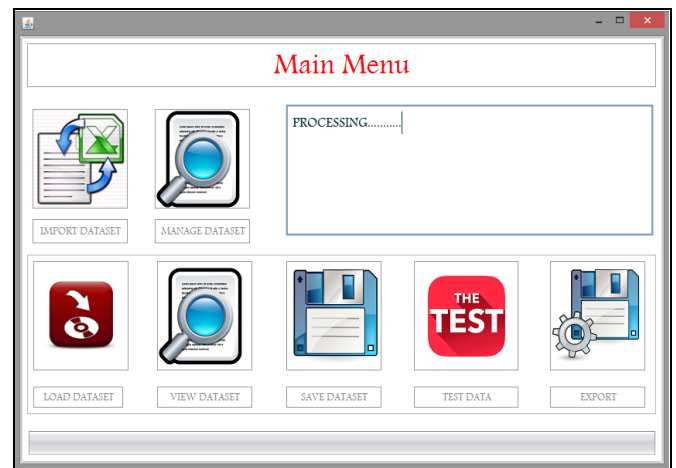 Main Menu
PROCESSING..........
IMPORT DATASET
MANAGE DATASET
THE
TEST
LOAD DATASET
VIEW DATASET
SAVE DATASET
TEST DATA
EXPORT